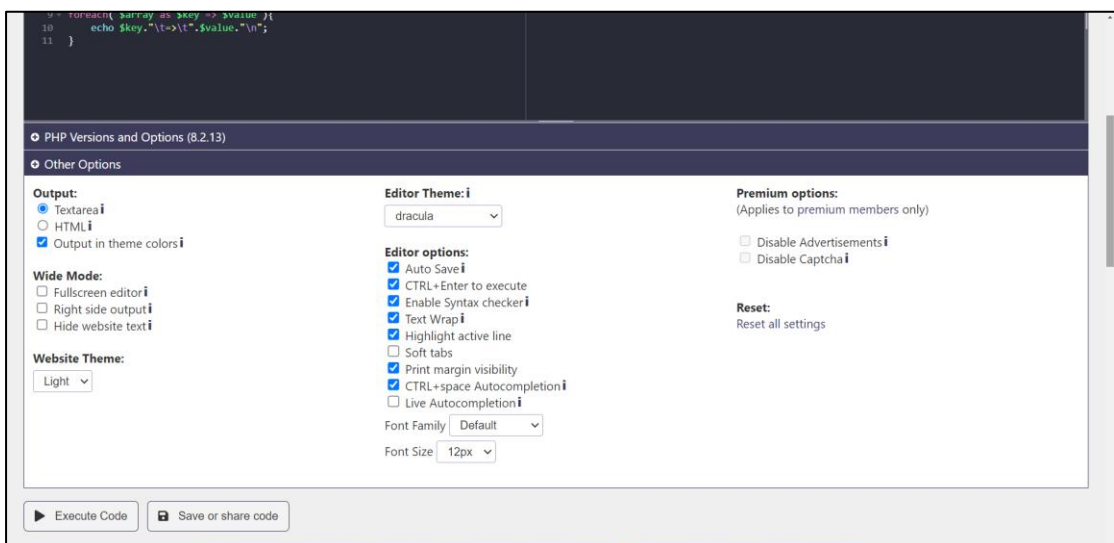 9 foreach( $array as $key => $value ){
10 echo $key."\t=>\t".$value."\n";
11 }
PHP Versions and Options (8.2.13)
Other Options
Output:
Textarea i
HTML i
Output in theme colors i
Wide Mode:
Fullscreen editor i
Right side output i
Hide website text i
Website Theme:
Light
Editor Theme: i
dracula
Editor options:
Auto Save i
CTRL+Enter to execute
Enable Syntax checker i
Text Wrap i
Highlight active line
Soft tabs
Print margin visibility
CTRL+space Autocompletion i
Live Autocompletion i
Font Family Default
Font Size 12px
Premium options:
(Applies to premium members only)
Disable Advertisements i
Disable Captcha i
Reset:
Reset all settings
Execute Code
Save or share code